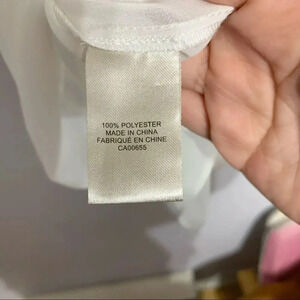 100% POLYESTER
MADE IN CHINA
FABRIQUÉ EN CHINE
CA00655